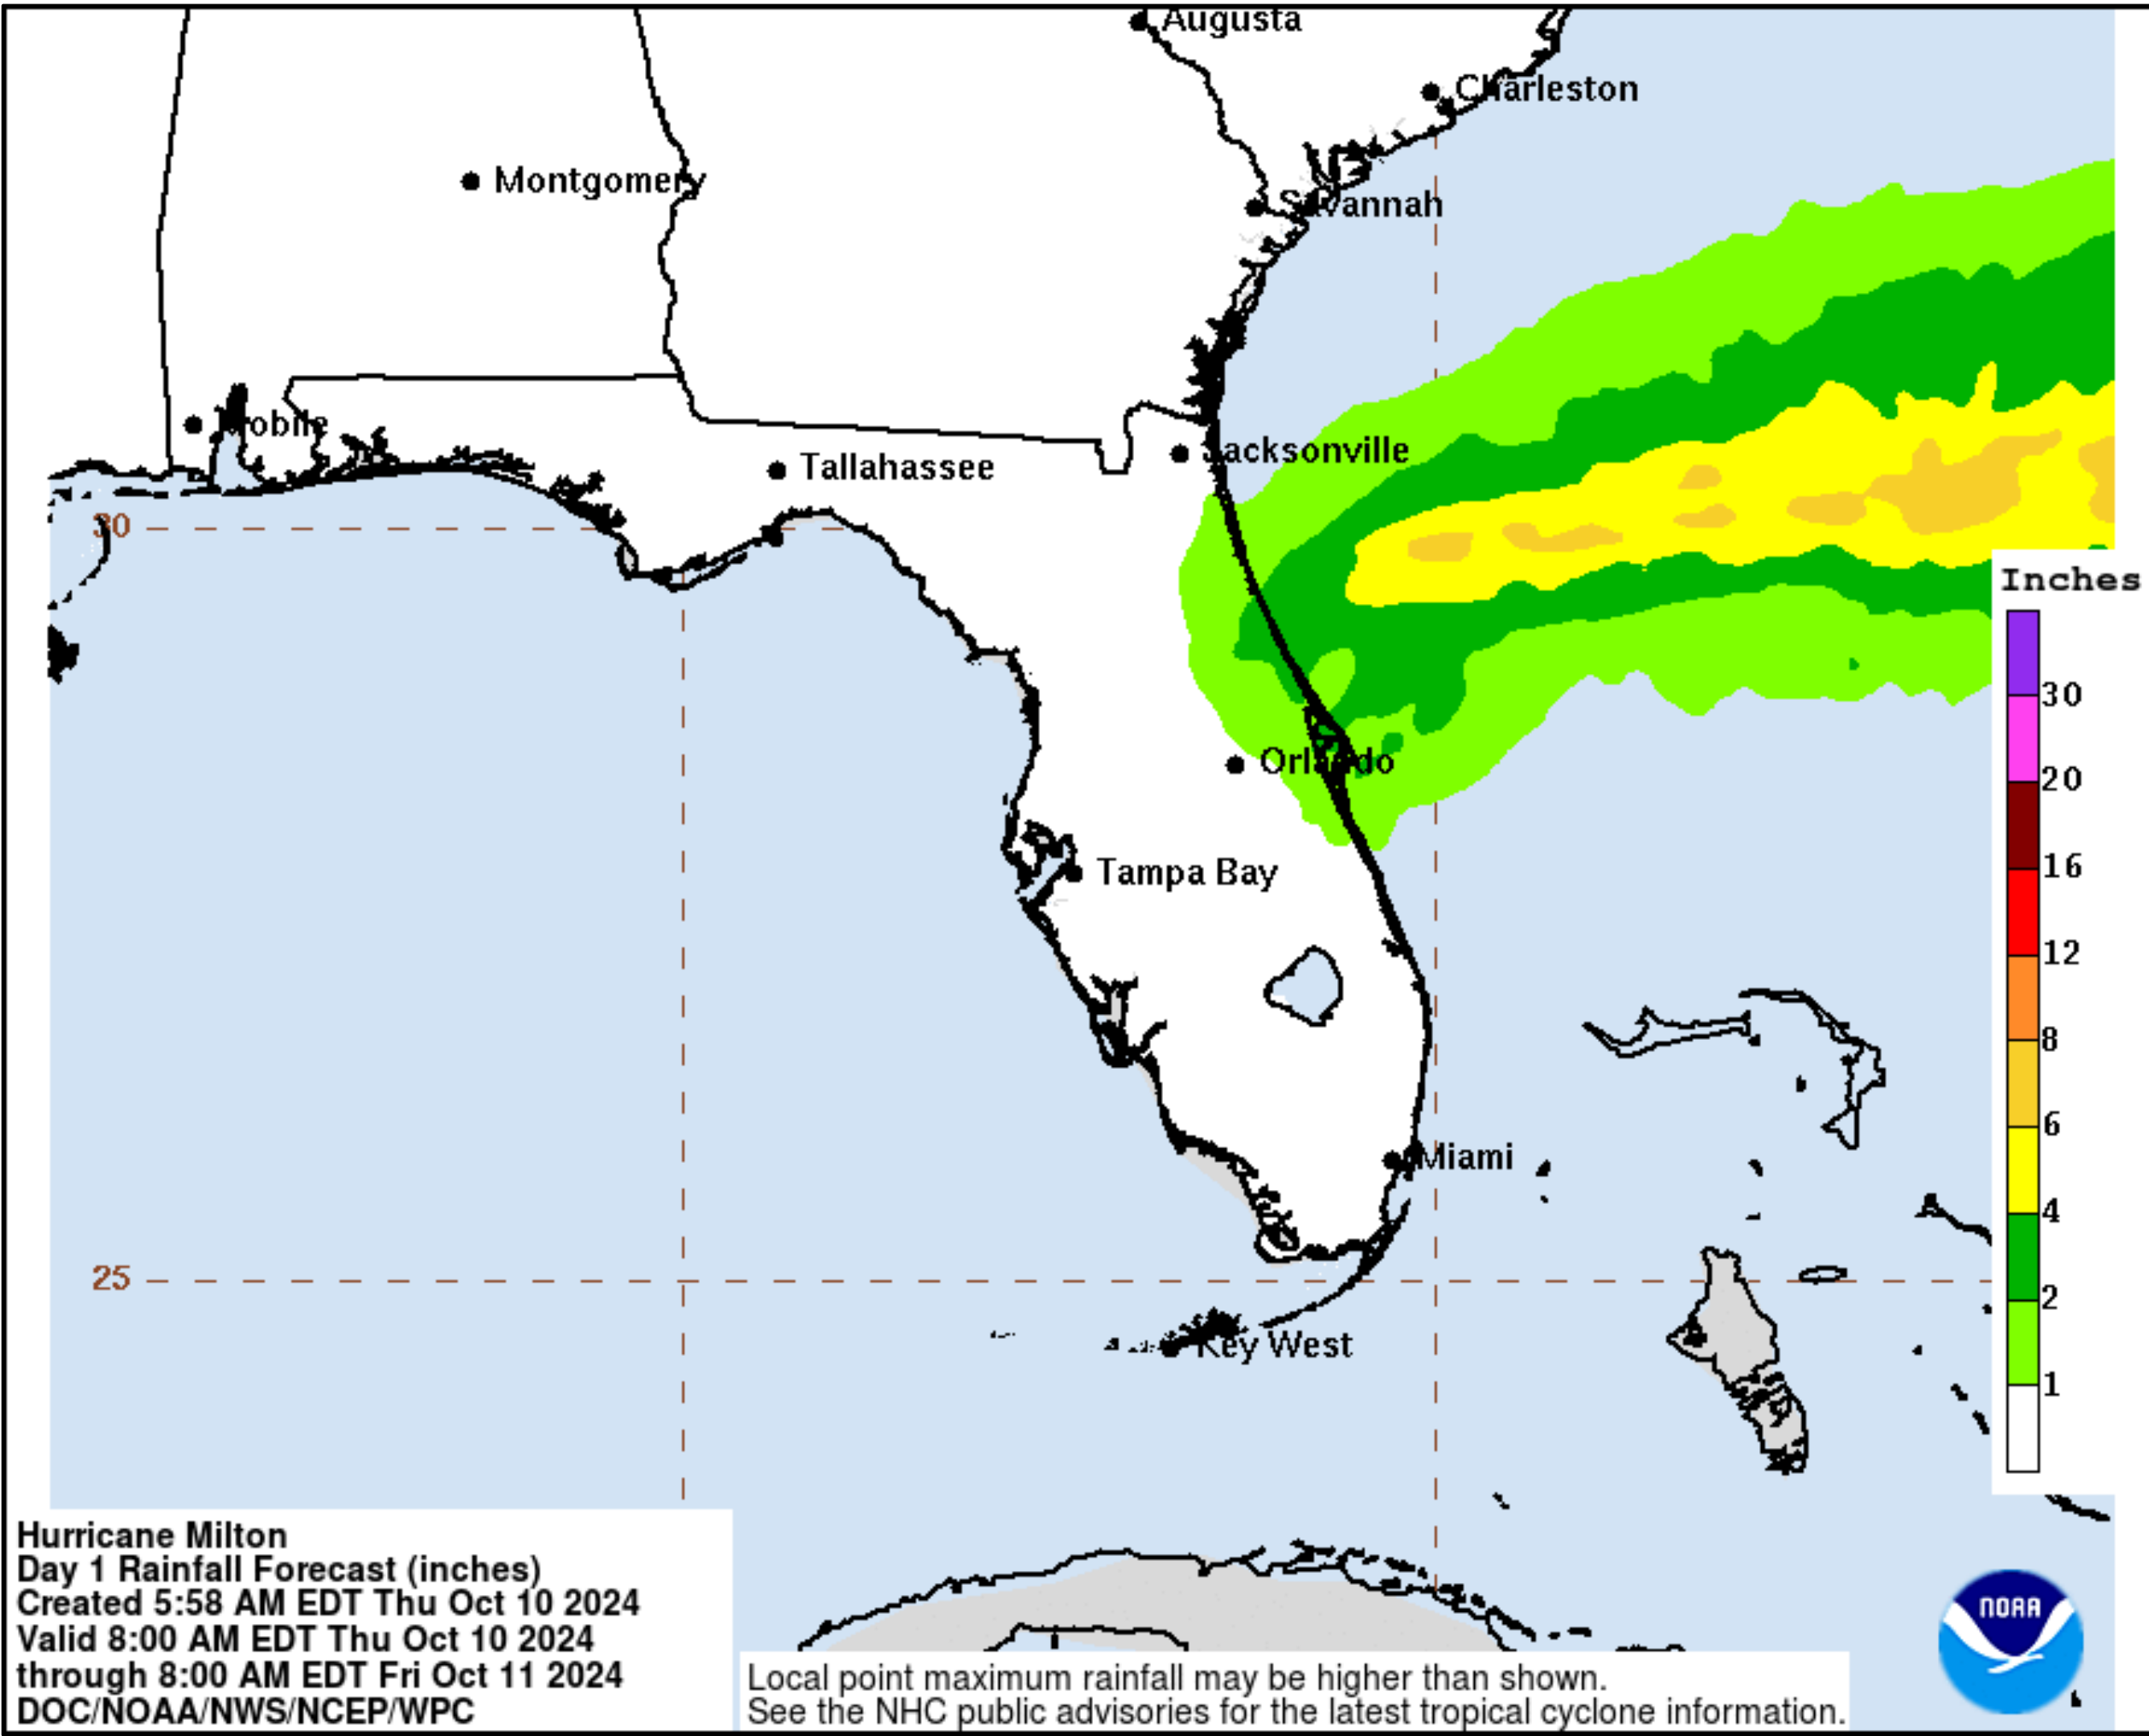 Augusta
Charleston
Montgomery
Savannah
Mobile
Jacksonville
Tallahassee
30
Inches
30
20
16
12
8
6
4
2
1
Orlando
Tampa Bay
Miami
25
Key West
Hurricane Milton
Day 1 Rainfall Forecast (inches)
Created 5:58 AM EDT Thu Oct 10 2024
Valid 8:00 AM EDT Thu Oct 10 2024
through 8:00 AM EDT Fri Oct 11 2024
DOC/NOAA/NWS/NCEP/WPC
Local point maximum rainfall may be higher than shown.
See the NHC public advisories for the latest tropical cyclone information.
NOAA